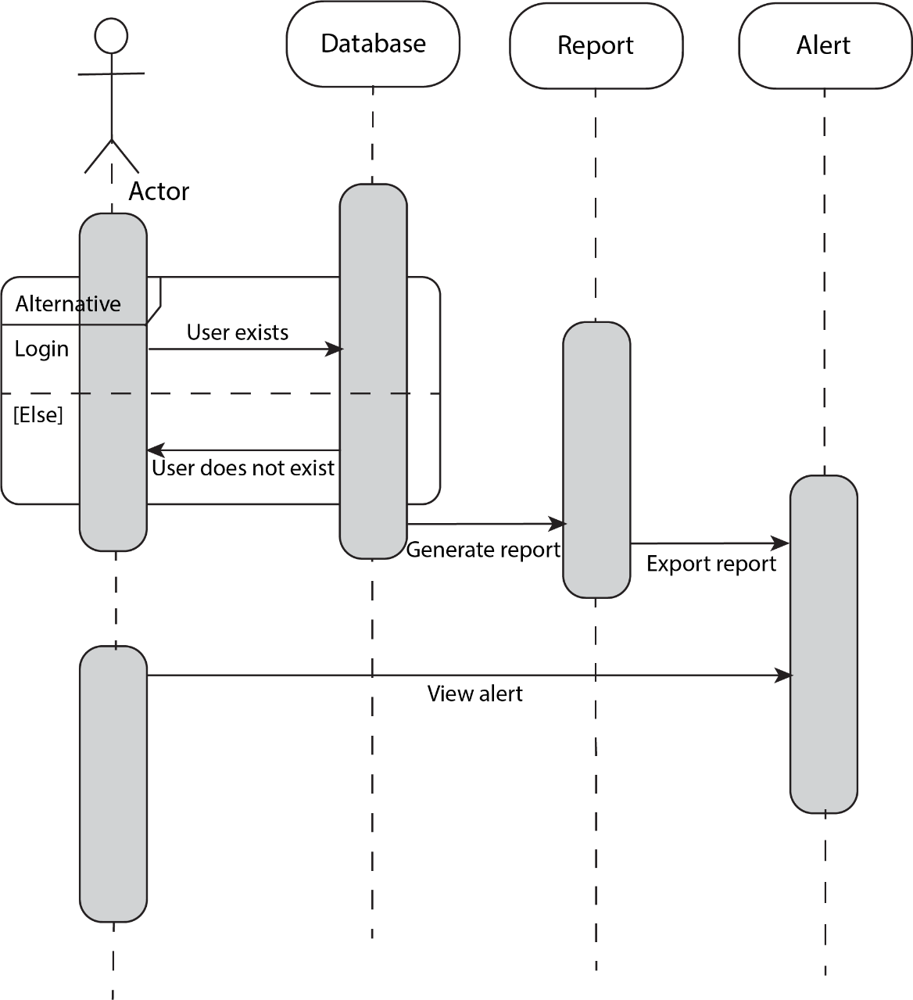 Database
Report
Alert
Actor
Alternative
User exists
Login
[Else]
User does not exist
Generate report
Export report
View alert